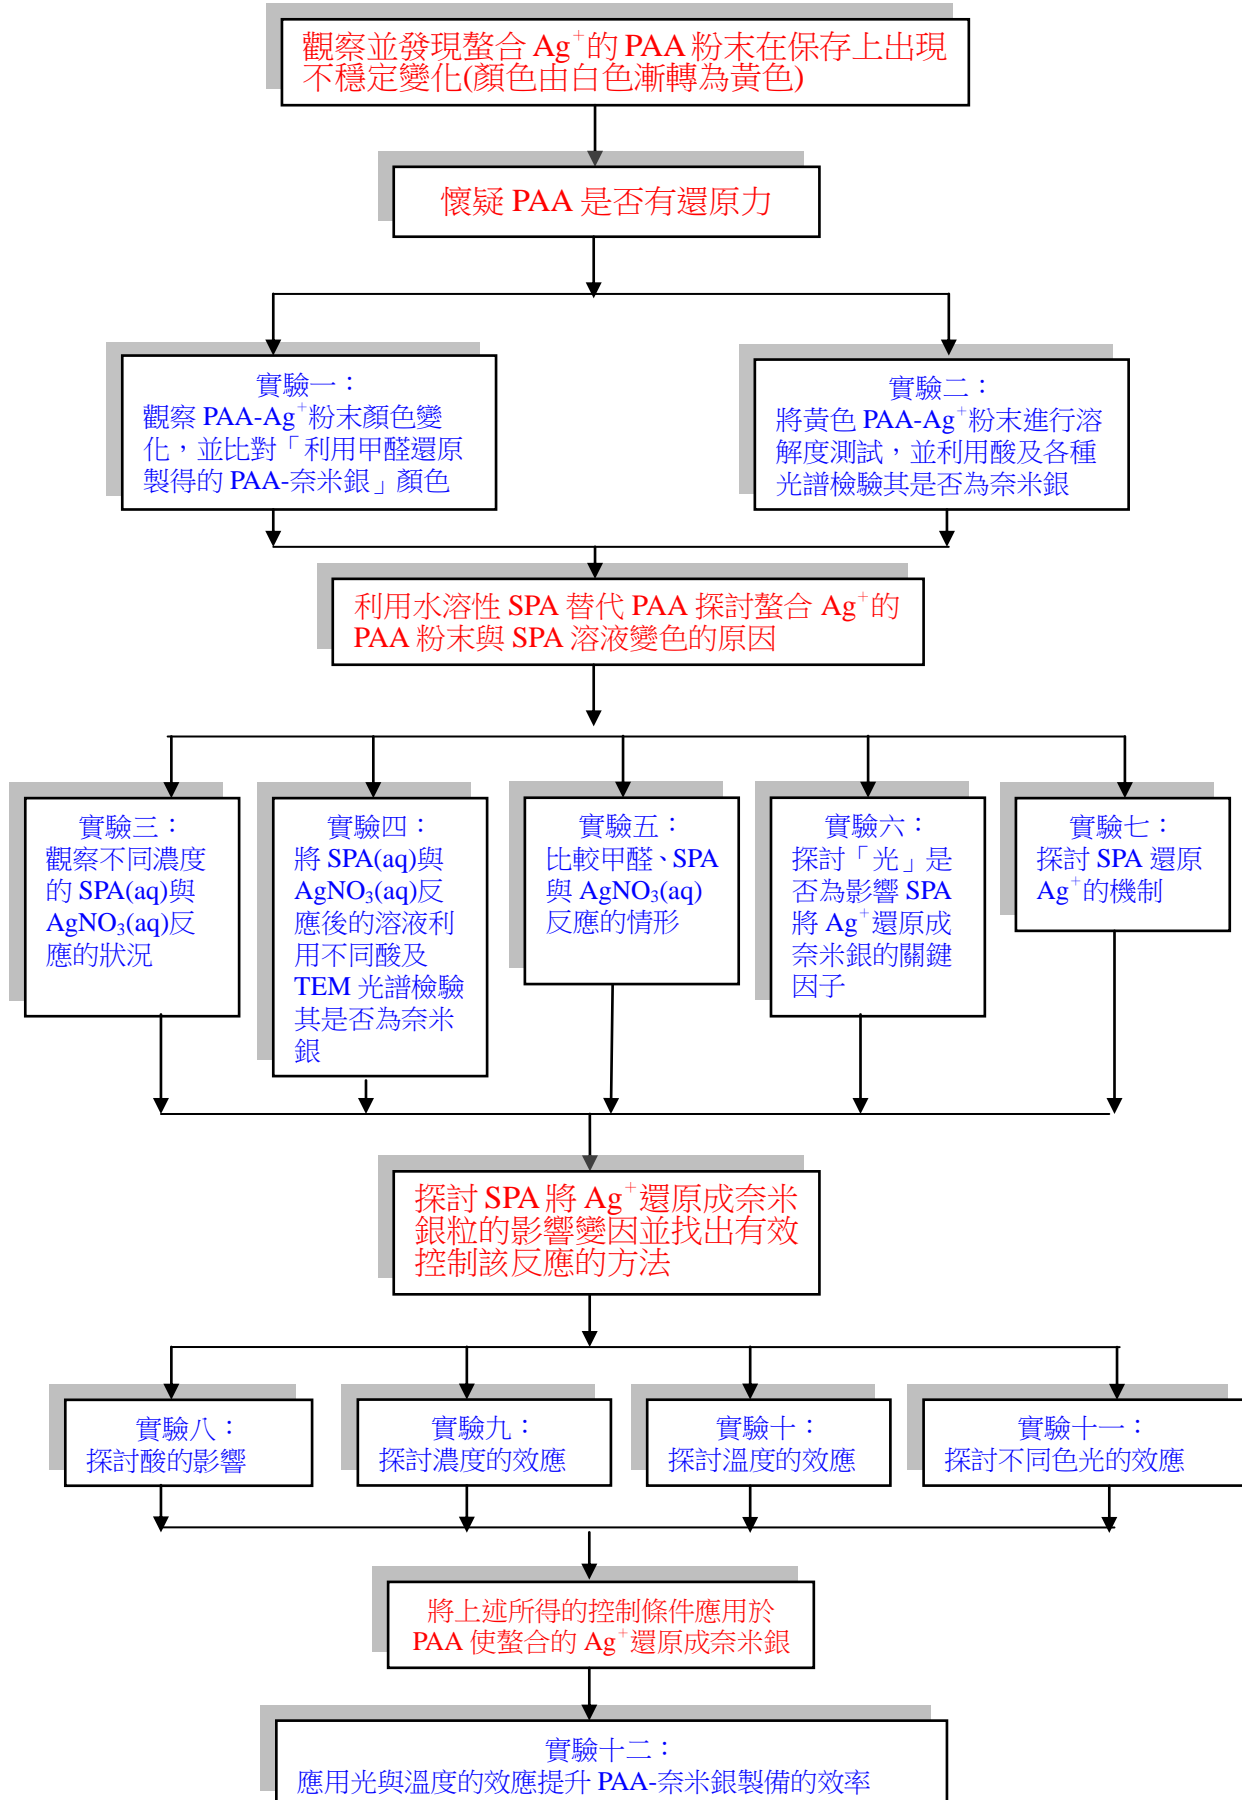 觀察並發現螯合 Ag⁺的 PAA 粉末在保存上出現
不穩定變化(顏色由白色漸轉為黃色)
懷疑 PAA 是否有還原力
實驗一：
觀察 PAA-Ag⁺粉末顏色變
化，並比對「利用甲醛還原
製得的 PAA-奈米銀」顏色
實驗二：
將黃色 PAA-Ag⁺粉末進行溶
解度測試，並利用酸及各種
光譜檢驗其是否為奈米銀
利用水溶性 SPA 替代 PAA 探討螯合 Ag⁺的
PAA 粉末與 SPA 溶液變色的原因
實驗三：
觀察不同濃度
的 SPA(aq)與
AgNO₃(aq)反
應的狀況
實驗四：
將 SPA(aq)與
AgNO₃(aq)反
應後的溶液利
用不同酸及
TEM 光譜檢驗
其是否為奈米
銀
實驗五：
比較甲醛、SPA
與 AgNO₃(aq)
反應的情形
實驗六：
探討「光」是
否為影響 SPA
將 Ag⁺還原成
奈米銀的關鍵
因子
實驗七：
探討 SPA 還原
Ag⁺的機制
探討 SPA 將 Ag⁺還原成奈米
銀粒的影響變因並找出有效
控制該反應的方法
實驗八：
探討酸的影響
實驗九：
探討濃度的效應
實驗十：
探討溫度的效應
實驗十一：
探討不同色光的效應
將上述所得的控制條件應用於
PAA 使螯合的 Ag⁺還原成奈米銀
實驗十二：
應用光與溫度的效應提升 PAA-奈米銀製備的效率